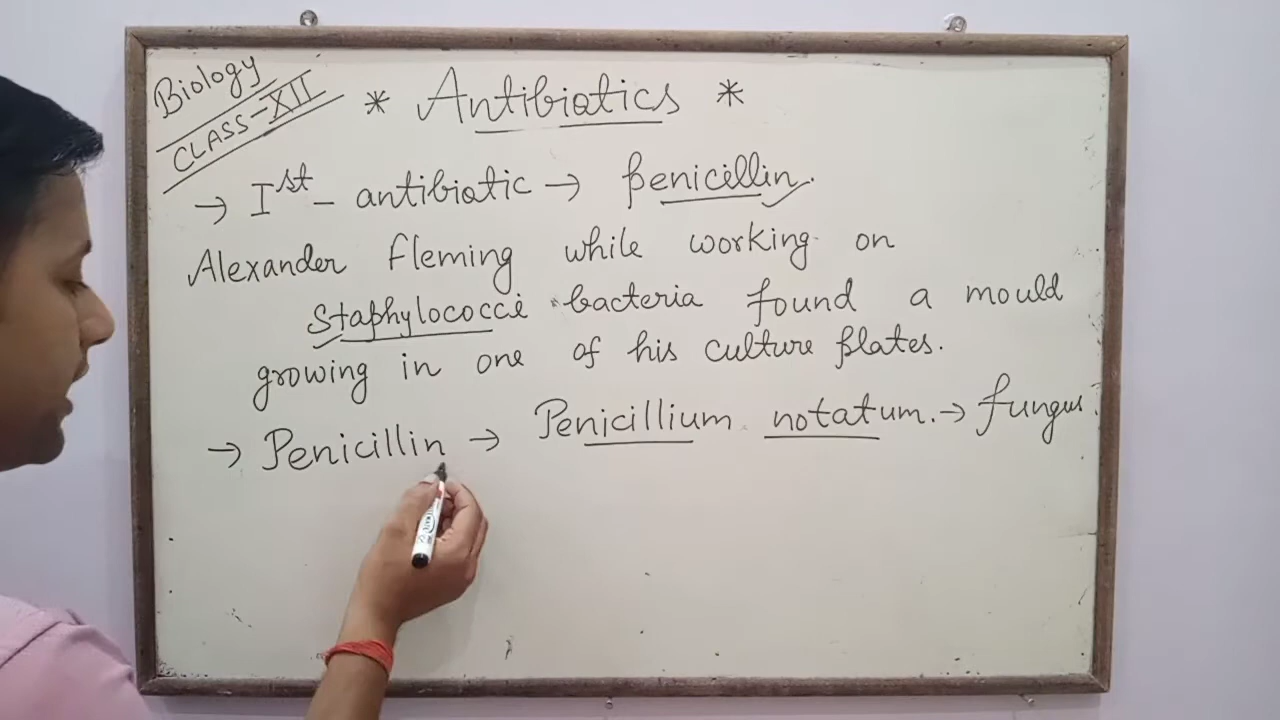 Biology
CLASS-XII
* Antibiotics *
→ Ist - antibiotic → penicillin.
Alexander fleming while working on
Staphylococci bacteria found a mould
growing in one of his culture plates.
→ Penicillin → Penicillium notatum. → fungus.